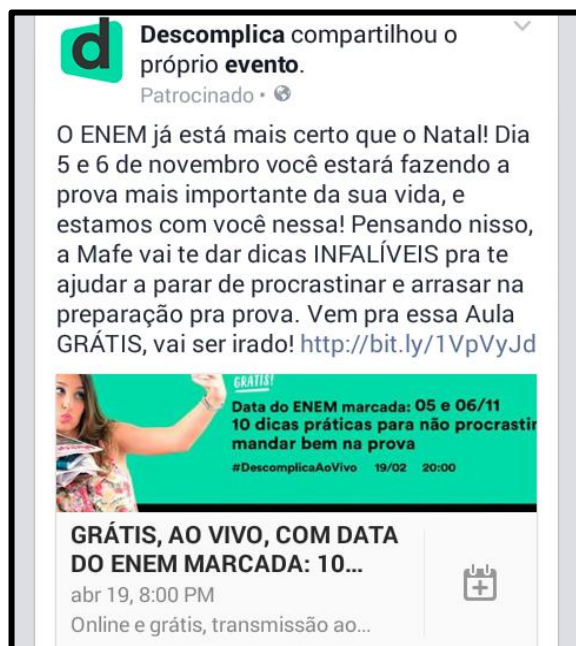 d
Descomplica compartilhou o
próprio evento.
Patrocinado •
O ENEM já está mais certo que o Natal! Dia
5 e 6 de novembro você estará fazendo a
prova mais importante da sua vida, e
estamos com você nessa! Pensando nisso,
a Mafe vai te dar dicas INFALÍVEIS pra te
ajudar a parar de procrastinar e arrasar na
preparação pra prova. Vem pra essa Aula
GRÁTIS, vai ser irado! http://bit.ly/1VpVyJd
GRÁTIS!
Data do ENEM marcada: 05 e 06/11
10 dicas práticas para não procrastin
mandar bem na prova
#DescomplicaAoVivo 19/02 20:00
GRÁTIS, AO VIVO, COM DATA
DO ENEM MARCADA: 10...
abr 19, 8:00 PM
Online e grátis, transmissão ao...